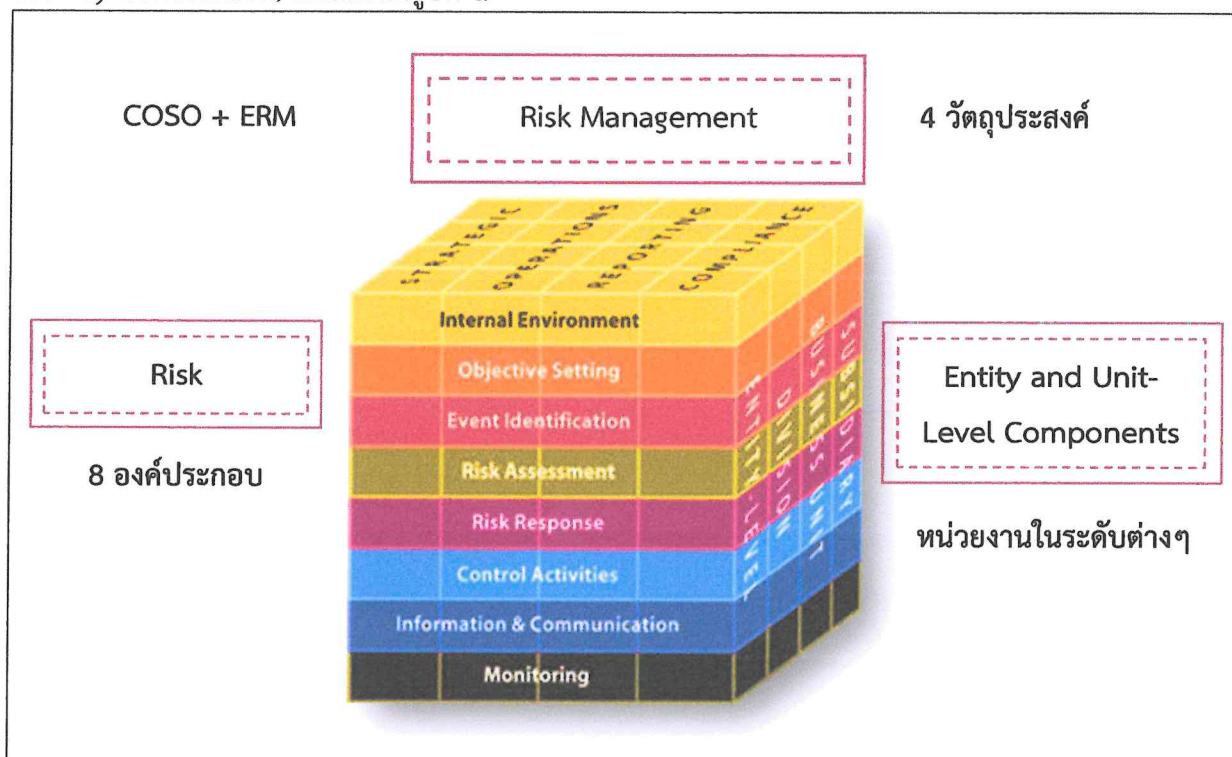 COSO + ERM
Risk Management
4 วัตถุประสงค์
STRATEGIC
OPERATIONS
REPORTING
COMPLIANCE
Internal Environment
Objective Setting
Event Identification
Risk Assessment
Risk Response
Control Activities
Information & Communication
Monitoring
ENTITY-LEVEL
DIVISION
BUSINESS UNIT
SUBSIDIARY
Risk
8 องค์ประกอบ
Entity and Unit-
Level Components
หน่วยงานในระดับต่างๆ